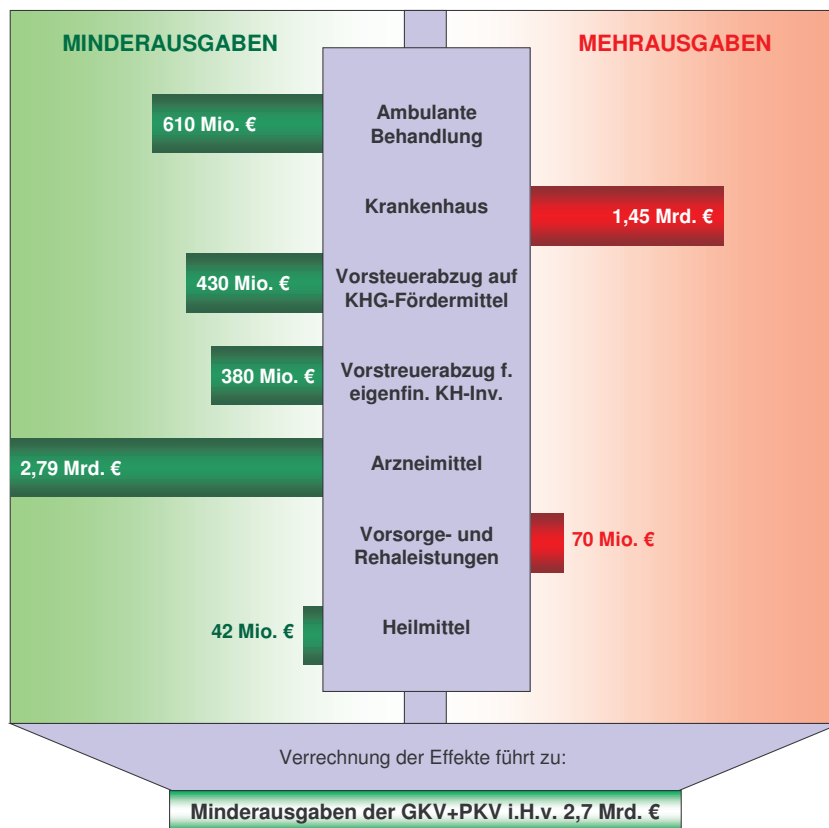 MINDERAUSGABEN
MEHRAUSGABEN
610 Mio. €
Ambulante
Behandlung
Krankenhaus
1,45 Mrd. €
430 Mio. €
Vorsteuerabzug auf
KHG-Fördermittel
380 Mio. €
Vorstreuerabzug f.
eigenfin. KH-Inv.
2,79 Mrd. €
Arzneimittel
Vorsorge- und
Rehaleistungen
70 Mio. €
42 Mio. €
Heilmittel
Verrechnung der Effekte führt zu:
Minderausgaben der GKV+PKV i.H.v. 2,7 Mrd. €